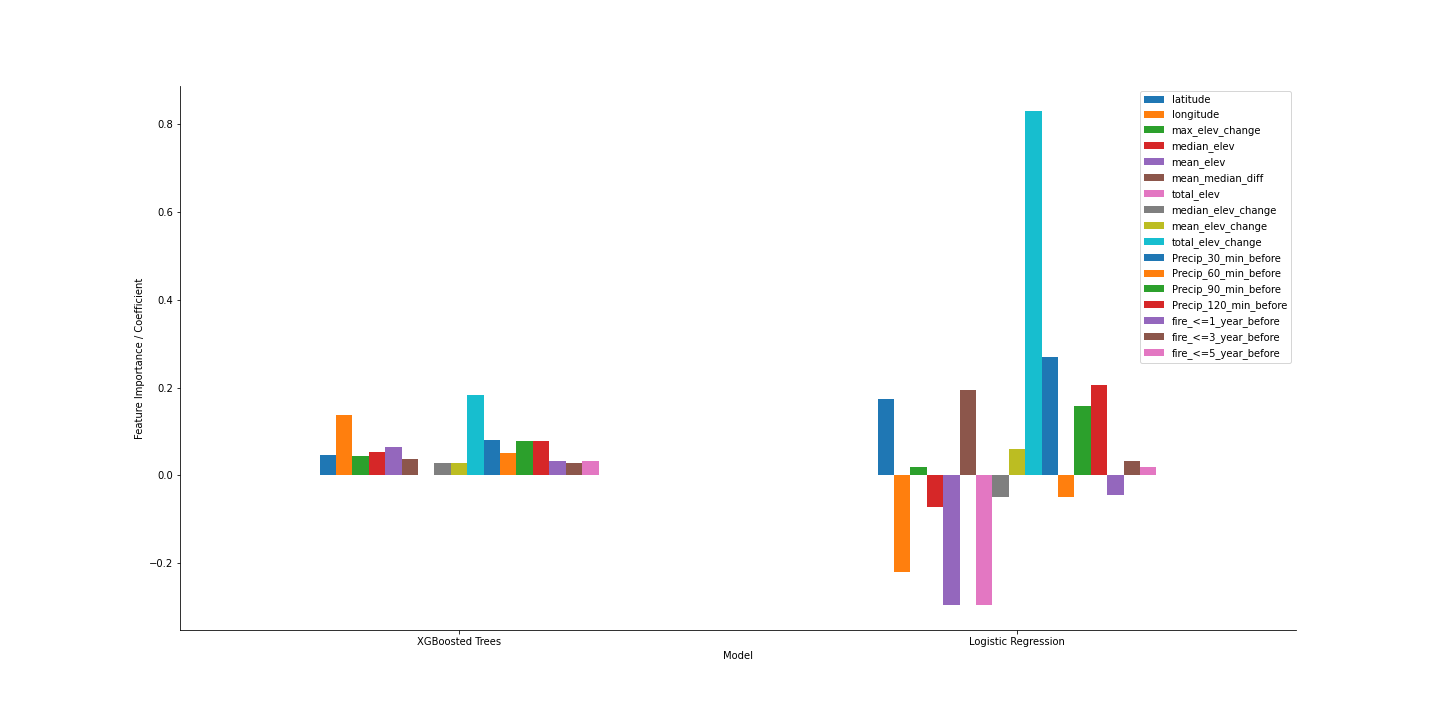 latitude
longitude
max_elev_change
median_elev
mean_elev
mean_median_diff
total_elev
median_elev_change
mean_elev_change
total_elev_change
Precip_30_min_before
Precip_60_min_before
Precip_90_min_before
Precip_120_min_before
fire_<=1_year_before
fire_<=3_year_before
fire_<=5_year_before
0.8
0.6
0.4
0.2
0.0
−0.2
Feature Importance / Coefficient
XGBoosted Trees
Logistic Regression
Model